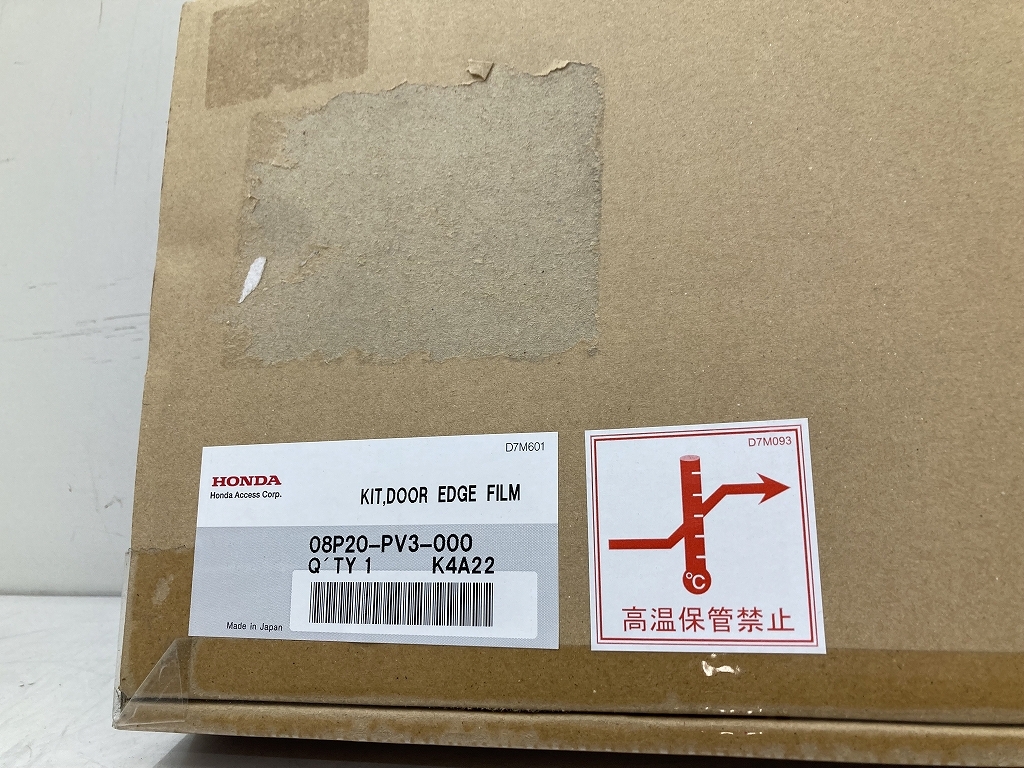 D7M601
HONDA
Honda Access Corp.
KIT,DOOR EDGE FILM
08P20-PV3-000
Q'TY 1 K4A22
Made in Japan
D7M093
℃
高温保管禁止